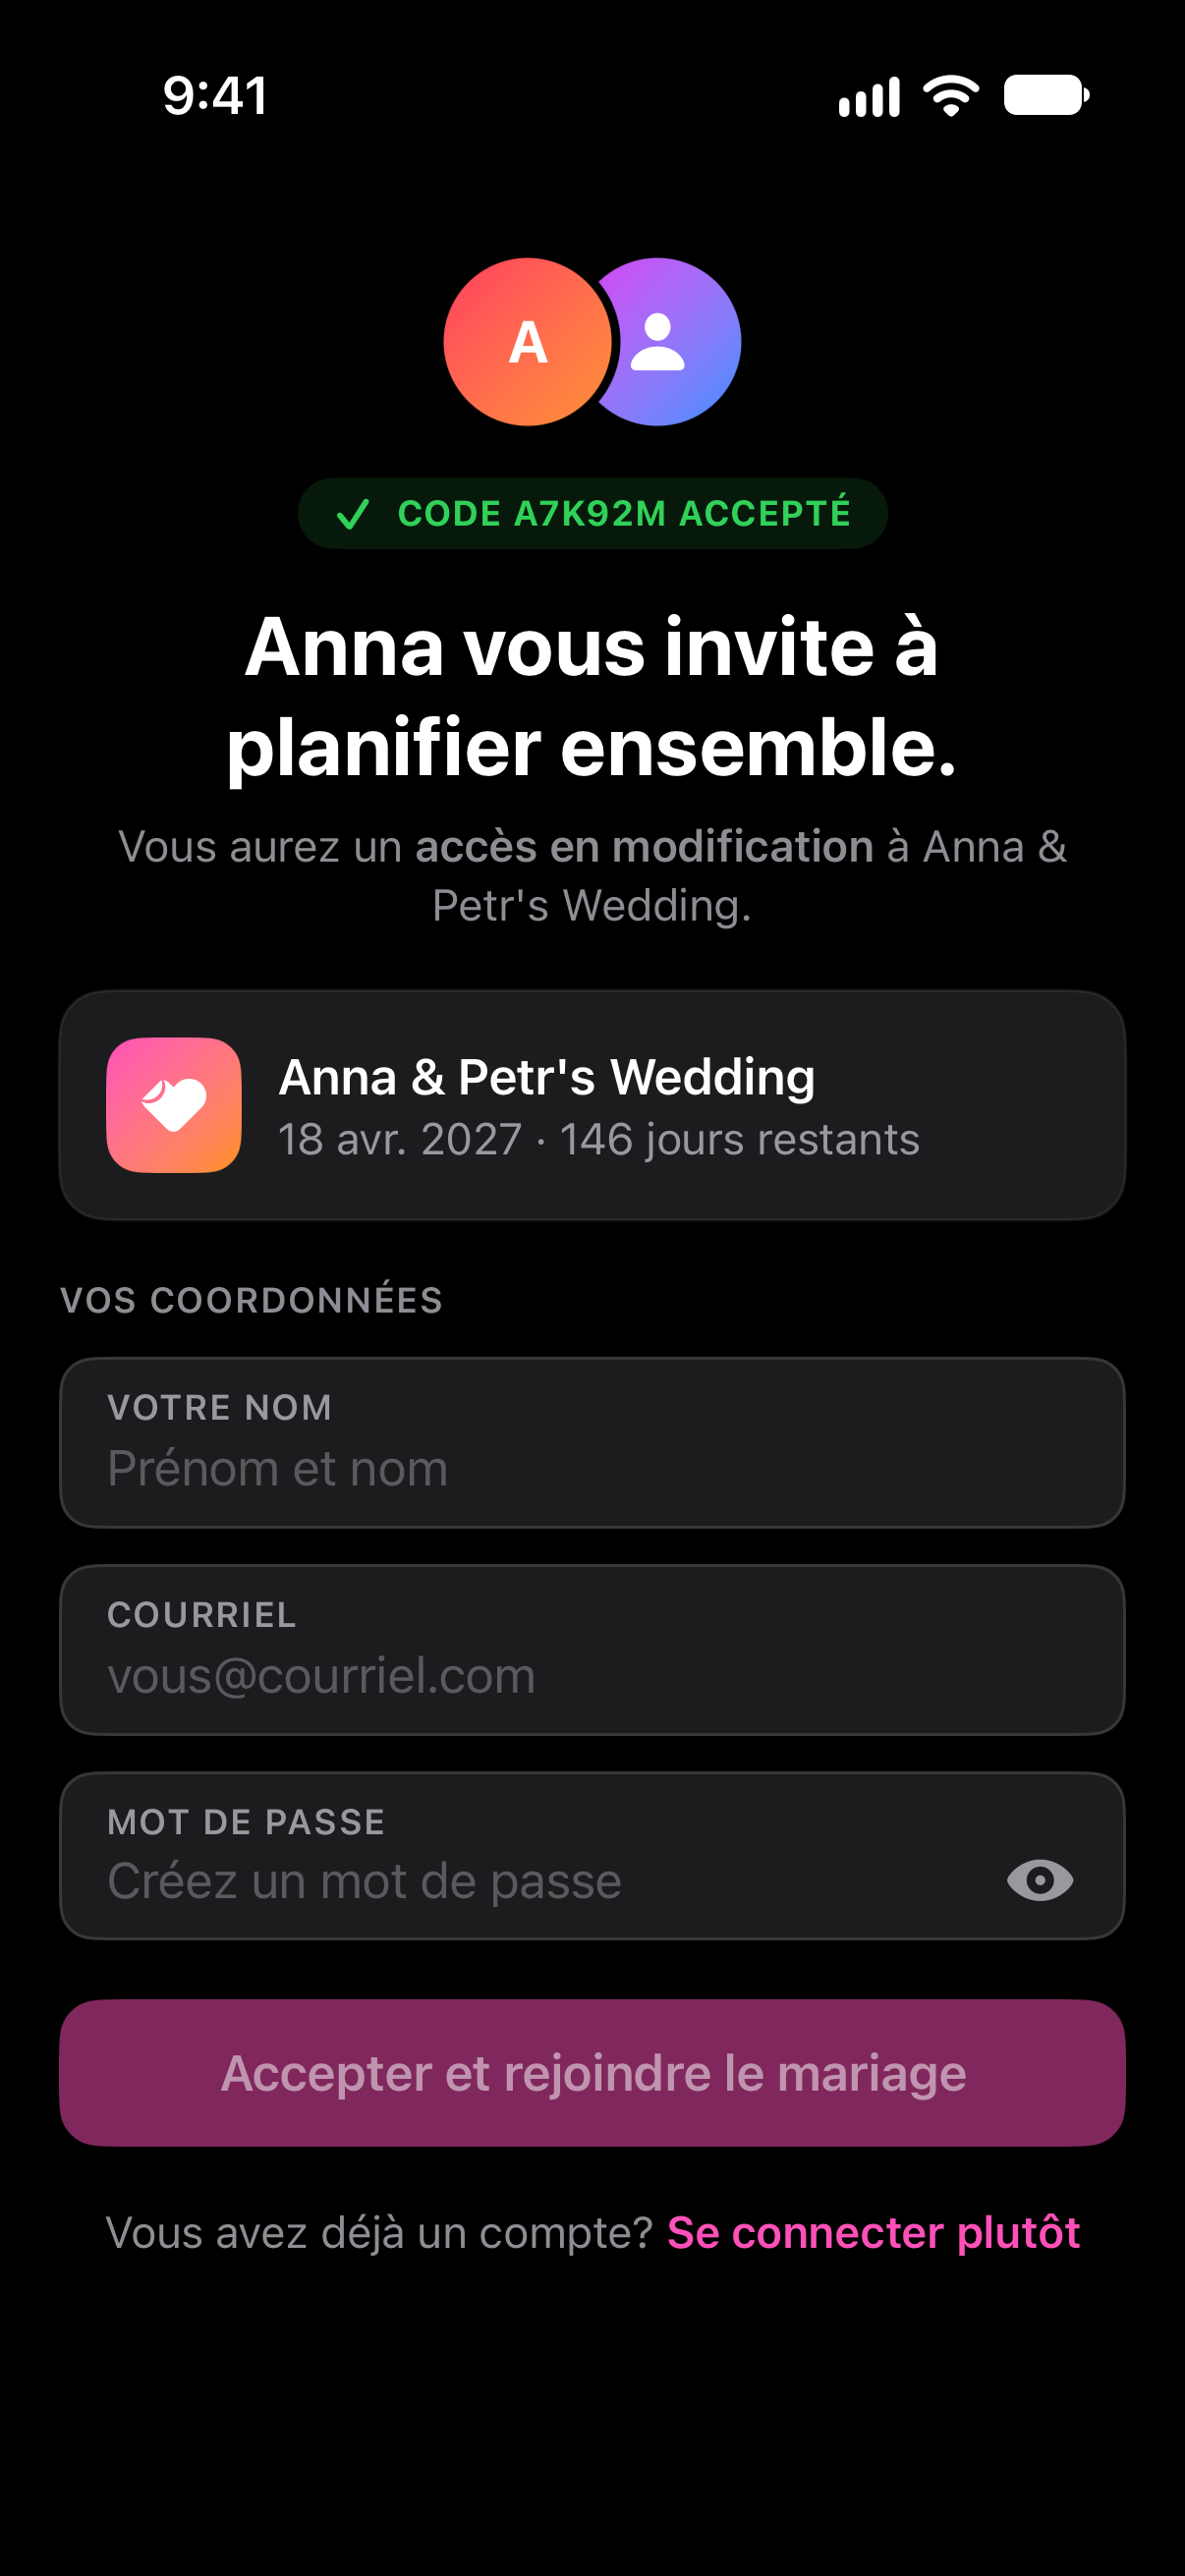 9:41
A
CODE A7K92M ACCEPTÉ
Anna vous invite à
planifier ensemble.
Vous aurez un accès en modification à Anna &
Petr's Wedding.
Anna & Petr's Wedding
18 avr. 2027 · 146 jours restants
VOS COORDONNÉES
VOTRE NOM
Prénom et nom
COURRIEL
vous@courriel.com
MOT DE PASSE
Créez un mot de passe
Accepter et rejoindre le mariage
Vous avez déjà un compte? Se connecter plutôt